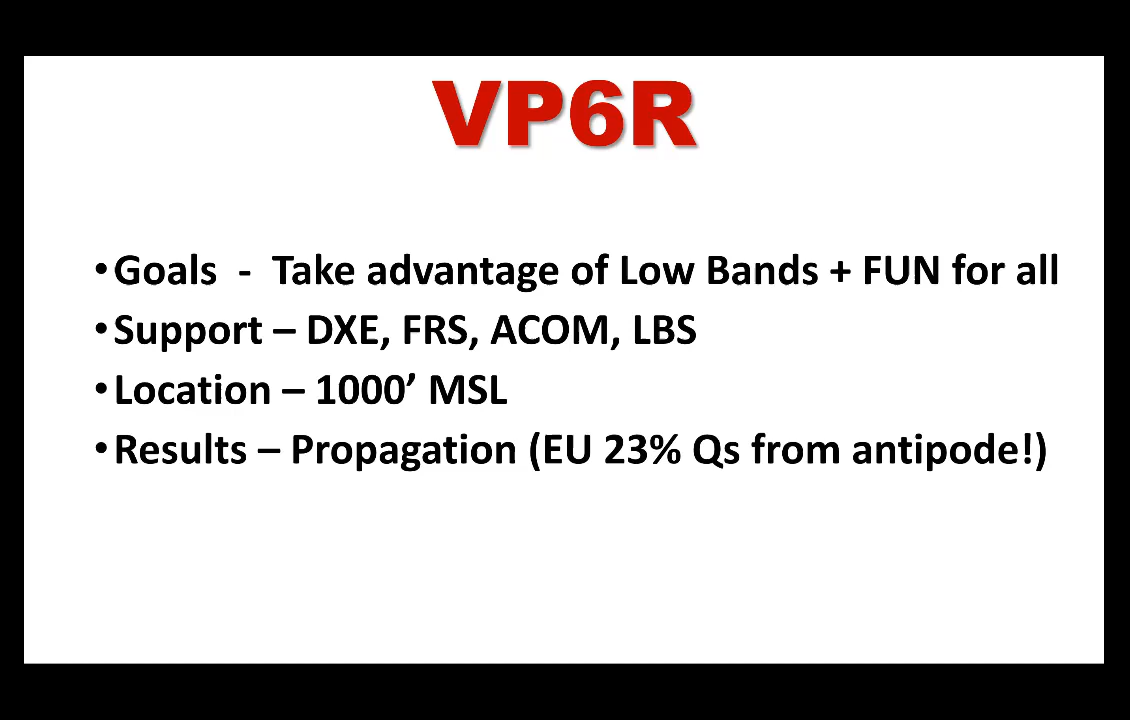 VP6R
•Goals - Take advantage of Low Bands + FUN for all
•Support – DXE, FRS, ACOM, LBS
•Location – 1000’ MSL
•Results – Propagation (EU 23% Qs from antipode!)